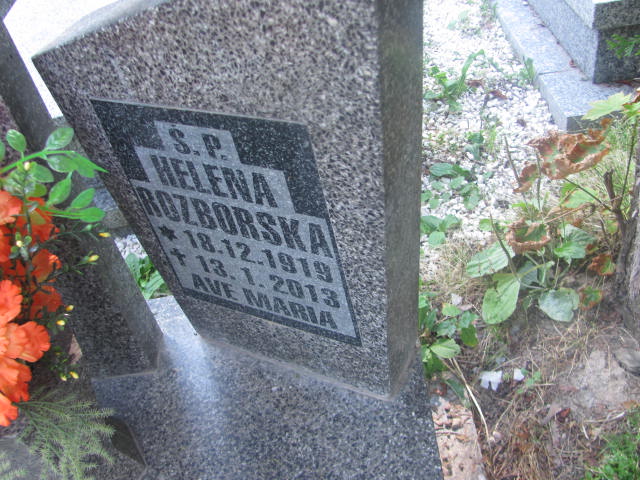 Ś.P.
HELENA
ROZBORSKA
* 18.12.1919
† 13.1.2013
AVE MARIA